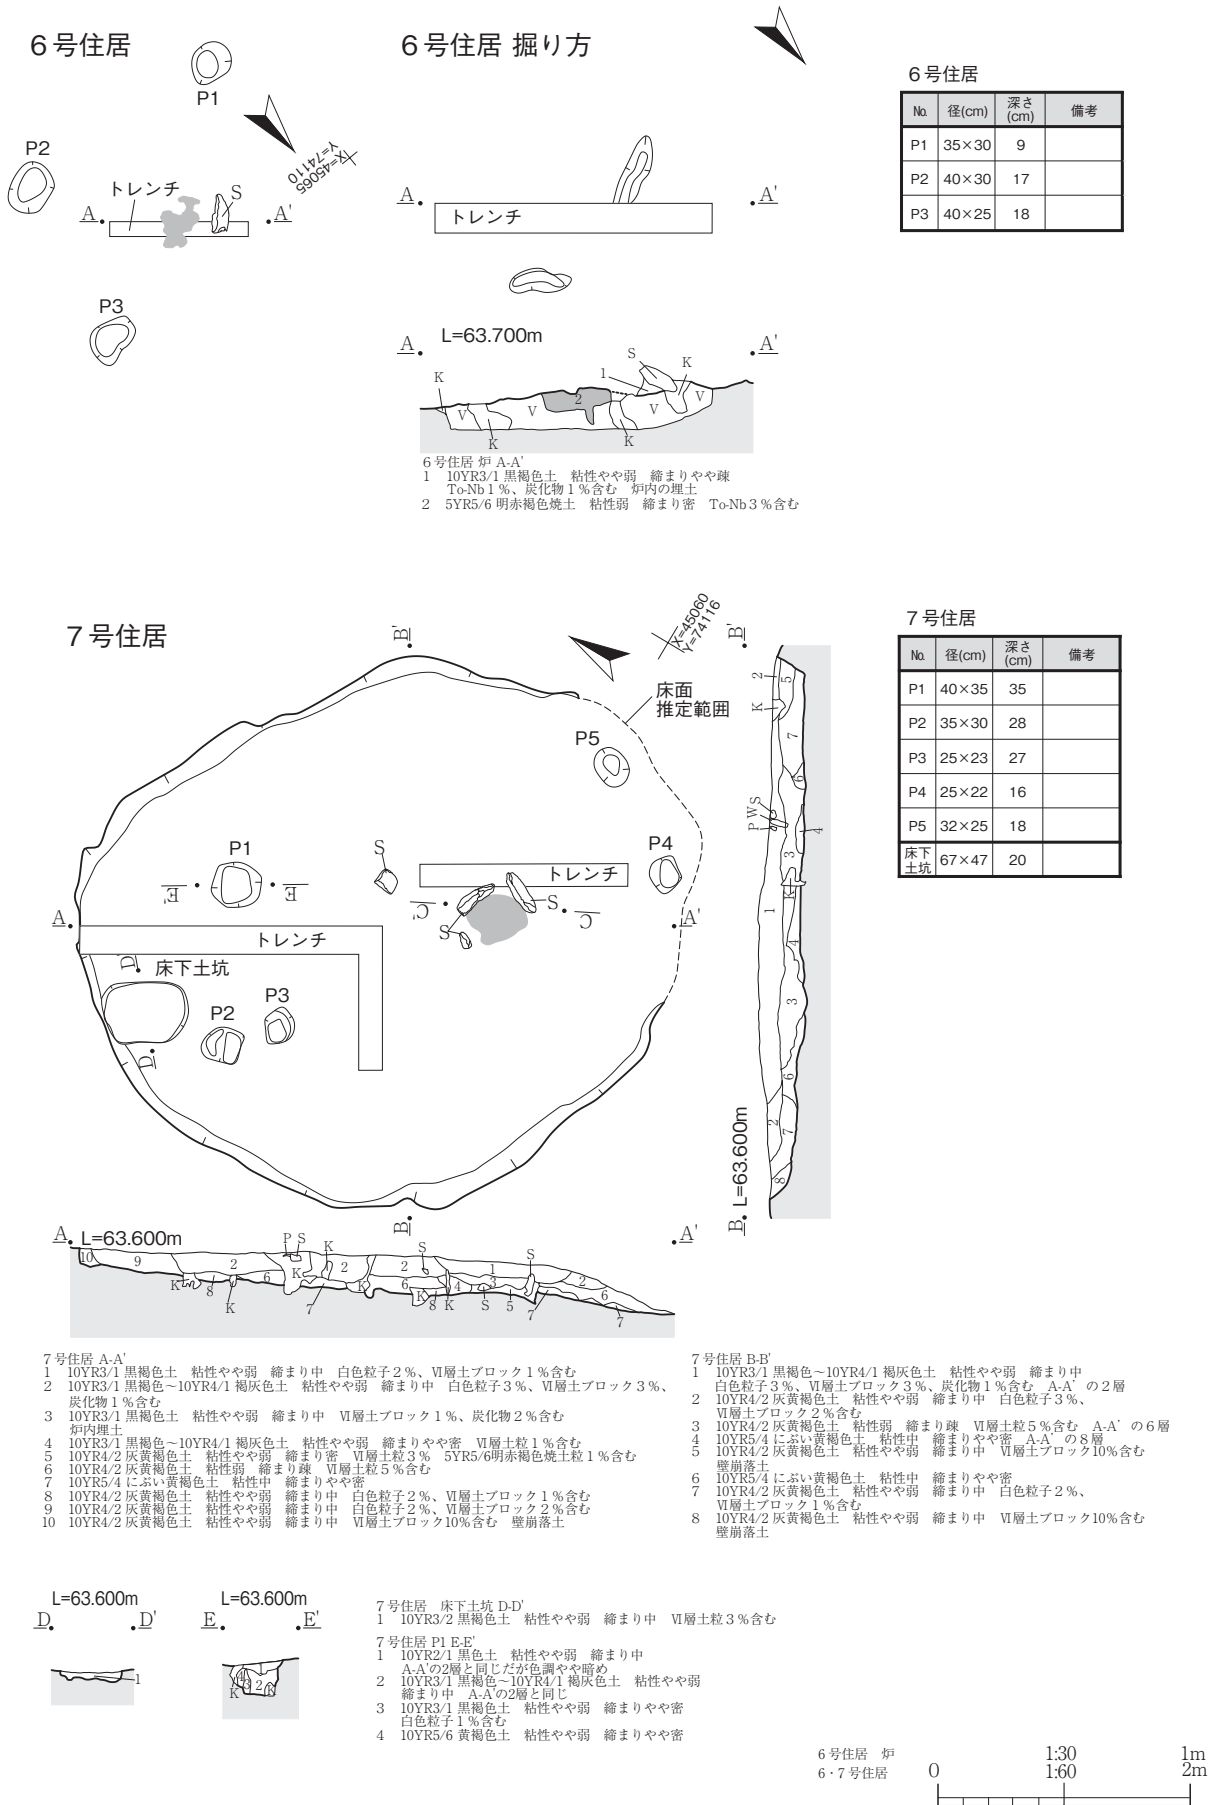 ６号住居
P1
P2
トレンチ
S
A
A'
X=45065
Y=74110
P3
６号住居 掘り方
A
A'
トレンチ
L=63.700m
A
A'
S
K
1
K
2
V
V
V
V
K
K
６号住居 炉 A-A'
1　10YR3/1 黒褐色土　粘性やや弱　締まりやや疎
To-Nb１％、炭化物１％含む　炉内の埋土
2　5YR5/6 明赤褐色焼土　粘性弱　締まり密　To-Nb３％含む
６号住居
№ 径(cm) 深さ(cm) 備考
P1 35×30 9
P2 40×30 17
P3 40×25 18
７号住居
B'
X=45060
Y=74116
床面
推定範囲
P5
P1
S
P4
トレンチ
E'
E
C'
S
C
S
A
A'
トレンチ
D'
床下土坑
P2
P3
D
B
B'
2
5
K
7
6
P W S
4
3
K
1
4
3
6
2
7
8
B
L=63.600m
７号住居
№ 径(cm) 深さ(cm) 備考
P1 40×35 35
P2 35×30 28
P3 25×23 27
P4 25×22 16
P5 32×25 18
床下土坑 67×47 20
A
L=63.600m
A'
P S
K
S
S
10
9
2
K
2
2
1
3
2
6
6
4
6
K
8
K
7
K
K
8
K
S
5
7
7
７号住居 A-A'
1　10YR3/1 黒褐色土　粘性やや弱　締まり中　白色粒子２％、Ⅵ層土ブロック１％含む
2　10YR3/1 黒褐色～10YR4/1 褐灰色土　粘性やや弱　締まり中　白色粒子３％、Ⅵ層土ブロック３％、
炭化物１％含む
3　10YR3/1 黒褐色土　粘性やや弱　締まり中　Ⅵ層土ブロック１％、炭化物２％含む
炉内埋土
4　10YR3/1 黒褐色～10YR4/1 褐灰色土　粘性やや弱　締まりやや密　Ⅵ層土粒１％含む
5　10YR4/2 灰黄褐色土　粘性やや弱　締まり密　Ⅵ層土粒３％　5YR5/6明赤褐色焼土粒１％含む
6　10YR4/2 灰黄褐色土　粘性弱　締まり疎　Ⅵ層土粒５％含む
7　10YR5/4 にぶい黄褐色土　粘性中　締まりやや密
8　10YR4/2 灰黄褐色土　粘性やや弱　締まり中　白色粒子２％、Ⅵ層土ブロック１％含む
9　10YR4/2 灰黄褐色土　粘性やや弱　締まり中　白色粒子２％、Ⅵ層土ブロック２％含む
10　10YR4/2 灰黄褐色土　粘性やや弱　締まり中　Ⅵ層土ブロック10％含む　壁崩落土
７号住居 B-B'
1　10YR3/1 黒褐色～10YR4/1 褐灰色土　粘性やや弱　締まり中
白色粒子３％、Ⅵ層土ブロック３％、炭化物１％含む　A-A’の２層
2　10YR4/2 灰黄褐色土　粘性やや弱　締まり中　白色粒子３％、
Ⅵ層土ブロック２％含む
3　10YR4/2 灰黄褐色土　粘性弱　締まり疎　Ⅵ層土粒５％含む　A-A’の６層
4　10YR5/4 にぶい黄褐色土　粘性中　締まりやや密　A-A’の８層
5　10YR4/2 灰黄褐色土　粘性やや弱　締まり中　Ⅵ層土ブロック10％含む
壁崩落土
6　10YR5/4 にぶい黄褐色土　粘性中　締まりやや密
7　10YR4/2 灰黄褐色土　粘性やや弱　締まり中　白色粒子２％、
Ⅵ層土ブロック１％含む
8　10YR4/2 灰黄褐色土　粘性やや弱　締まり中　Ⅵ層土ブロック10％含む
壁崩落土
L=63.600m
D
D'
1
L=63.600m
E
E'
3
2
K
K
７号住居　床下土坑 D-D'
1　10YR3/2 黒褐色土　粘性やや弱　締まり中　Ⅵ層土粒３％含む
７号住居 P1 E-E'
1　10YR2/1 黒色土　粘性やや弱　締まり中
A-A'の2層と同じだが色調やや暗め
2　10YR3/1 黒褐色～10YR4/1 褐灰色土　粘性やや弱
締まり中　A-A'の2層と同じ
3　10YR3/1 黒褐色土　粘性やや弱　締まりやや密
白色粒子１％含む
4　10YR5/6 黄褐色土　粘性やや弱　締まりやや密
６号住居　炉　1:30　1m
６・７号住居　0　1:60　2m